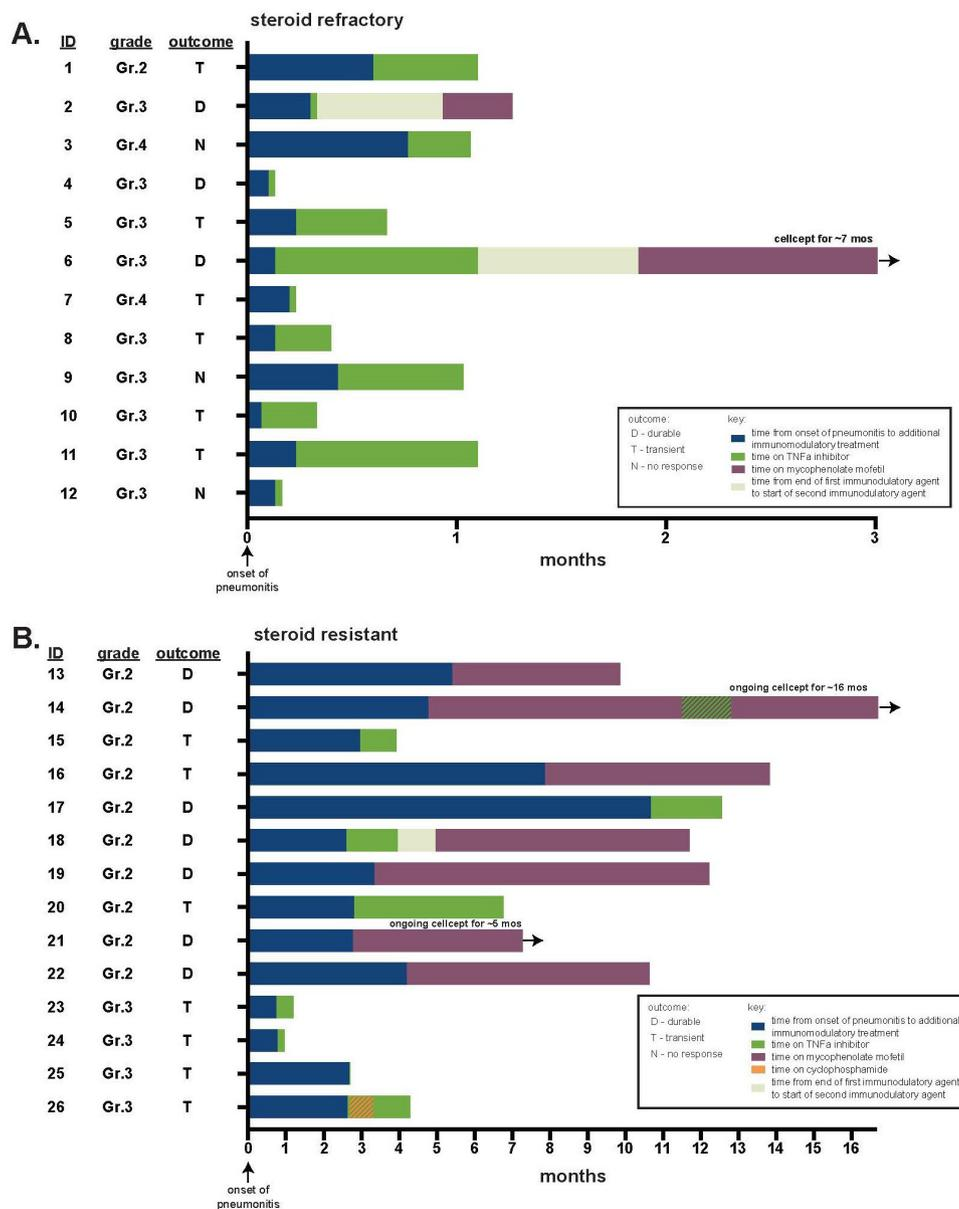 A.
steroid refractory
ID grade outcome
1 Gr.2 T
2 Gr.3 D
3 Gr.4 N
4 Gr.3 D
5 Gr.3 T
cellcept for ~7 mos
6 Gr.3 D
7 Gr.4 T
8 Gr.3 T
9 Gr.3 N
10 Gr.3 T
11 Gr.3 T
12 Gr.3 N
outcome:
D - durable
T - transient
N - no response
key:
time from onset of pneumonitis to additional
immunomodulatory treatment
time on TNFa inhibitor
time on mycophenolate mofetil
time from end of first immunodulatory agent
to start of second immunodulatory agent
0 1 2 3
months
onset of
pneumonitis
B.
steroid resistant
ID grade outcome
13 Gr.2 D
ongoing cellcept for ~16 mos
14 Gr.2 D
15 Gr.2 T
16 Gr.2 T
17 Gr.2 D
18 Gr.2 D
19 Gr.2 D
20 Gr.2 T
ongoing cellcept for ~6 mos
21 Gr.2 D
22 Gr.2 D
23 Gr.3 T
24 Gr.3 T
25 Gr.3 T
26 Gr.3 T
outcome:
D - durable
T - transient
N - no response
key:
time from onset of pneumonitis to additional
immunomodulatory treatment
time on TNFa inhibitor
time on mycophenolate mofetil
time on cyclophosphamide
time from end of first immunodulatory agent
to start of second immunodulatory agent
0 1 2 3 4 5 6 7 8 9 10 11 12 13 14 15 16
months
onset of
pneumonitis